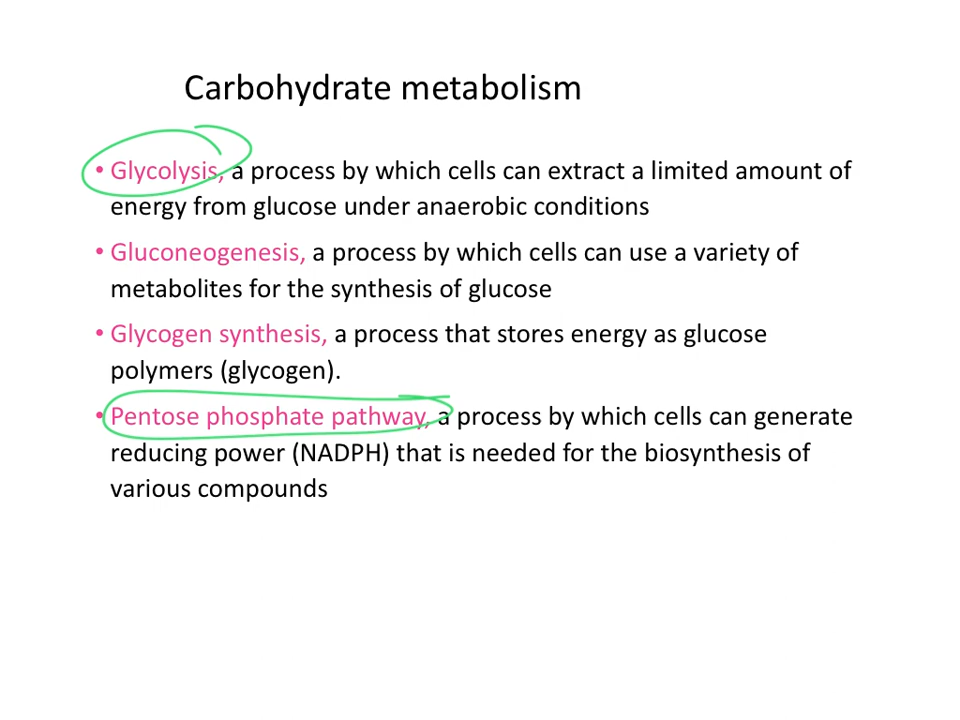 Carbohydrate metabolism
• Glycolysis, a process by which cells can extract a limited amount of
energy from glucose under anaerobic conditions
• Gluconeogenesis, a process by which cells can use a variety of
metabolites for the synthesis of glucose
• Glycogen synthesis, a process that stores energy as glucose
polymers (glycogen).
• Pentose phosphate pathway, a process by which cells can generate
reducing power (NADPH) that is needed for the biosynthesis of
various compounds